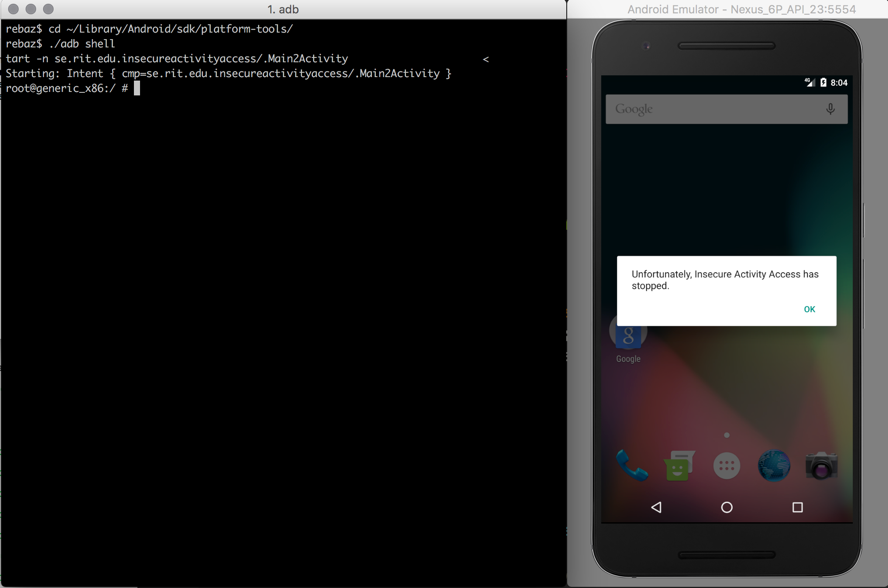 1. adb
rebaz$ cd ~/Library/Android/sdk/platform-tools/
rebaz$ ./adb shell
tart -n se.rit.edu.insecureactivityaccess/.Main2Activity <
Starting: Intent { cmp=se.rit.edu.insecureactivityaccess/.Main2Activity }
root@generic_x86:/ #
Android Emulator - Nexus_6P_API_23:5554
4G 8:04
Google
Unfortunately, Insecure Activity Access has
stopped.
OK
8
Google